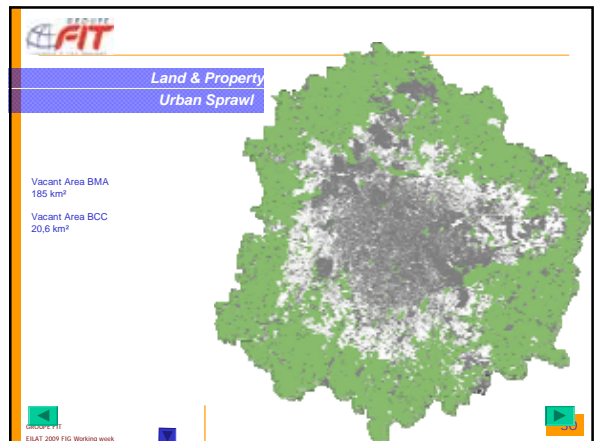 GROUPE
FIT
Land & Property
Urban Sprawl
Vacant Area BMA
185 km²
Vacant Area BCC
20,6 km²
GROUPE FIT
EILAT 2009 FIG Working week